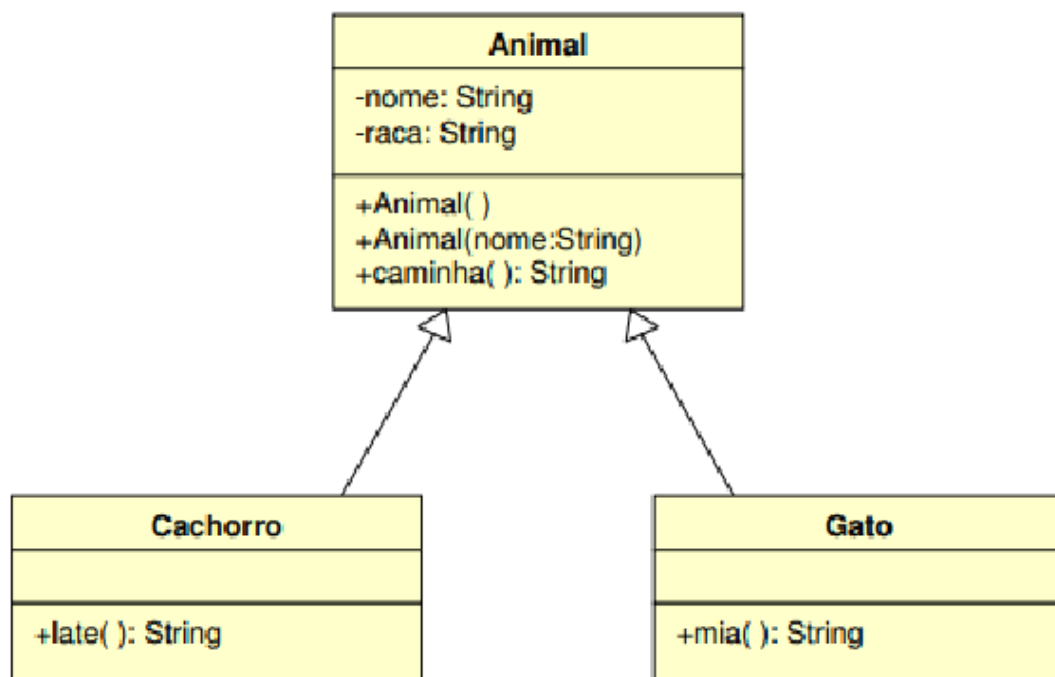 Animal
-nome: String
-raca: String
+Animal( )
+Animal(nome:String)
+caminha( ): String
Cachorro
+late( ): String
Gato
+mia( ): String